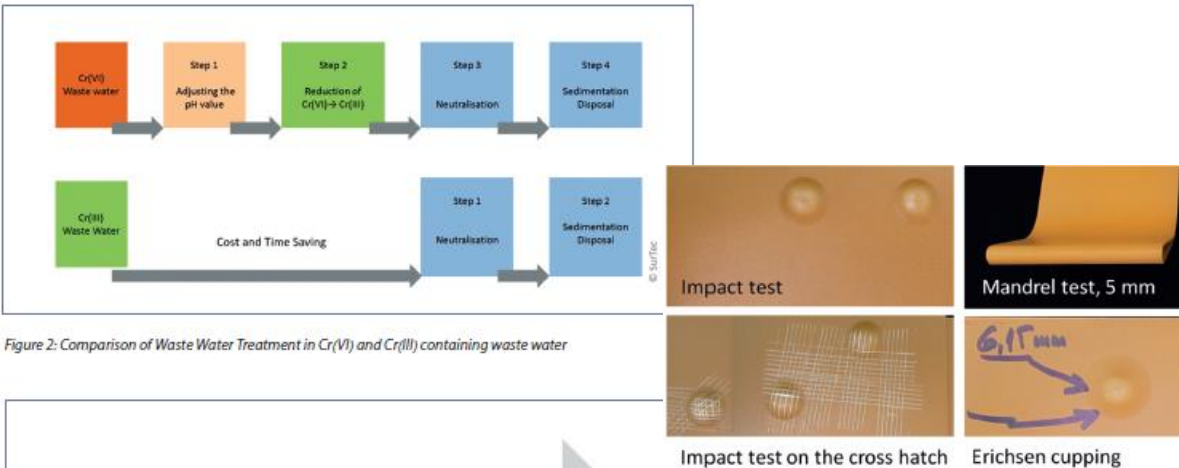 Cr(VI)
Waste water
Step 1
Adjusting the
pH value
Step 2
Reduction of
Cr(VI)→ Cr(III)
Step 3
Neutralisation
Step 4
Sedimentation
Disposal
Cr(III)
Waste Water
Cost and Time Saving
Step 1
Neutralisation
Step 2
Sedimentation
Disposal
© SurTec
Figure 2: Comparison of Waste Water Treatment in Cr(VI) and Cr(III) containing waste water
Impact test
Mandrel test, 5 mm
6,15 mm
Impact test on the cross hatch
Erichsen cupping